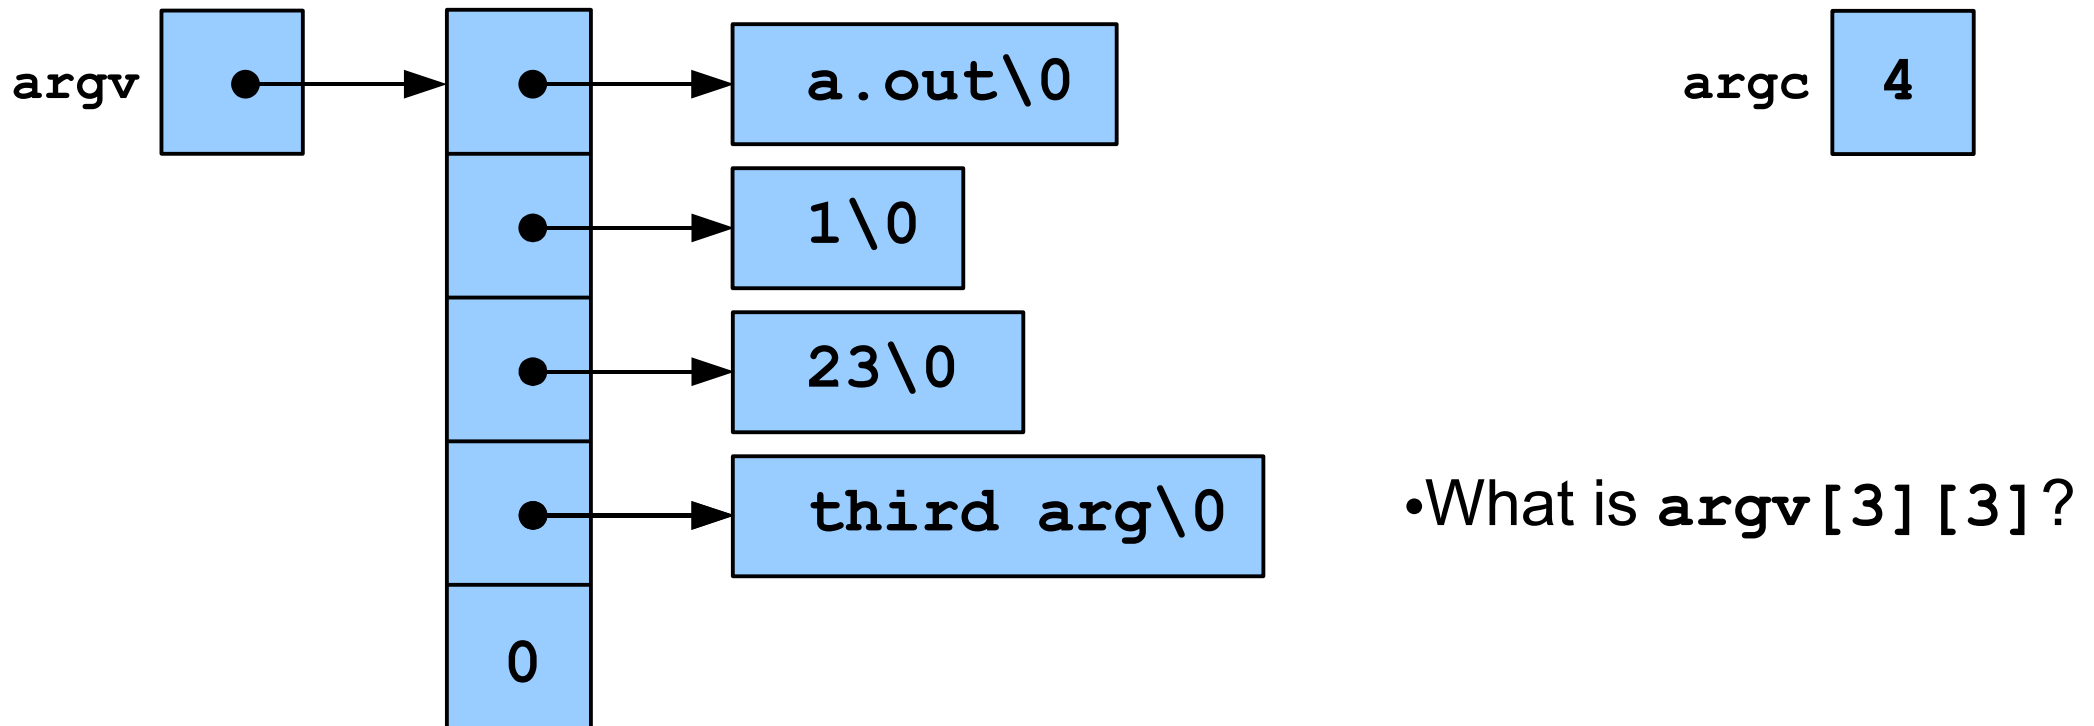 argv a.out\0 argc 4
1\0
23\0
third arg\0 •What is argv[3][3]?
0